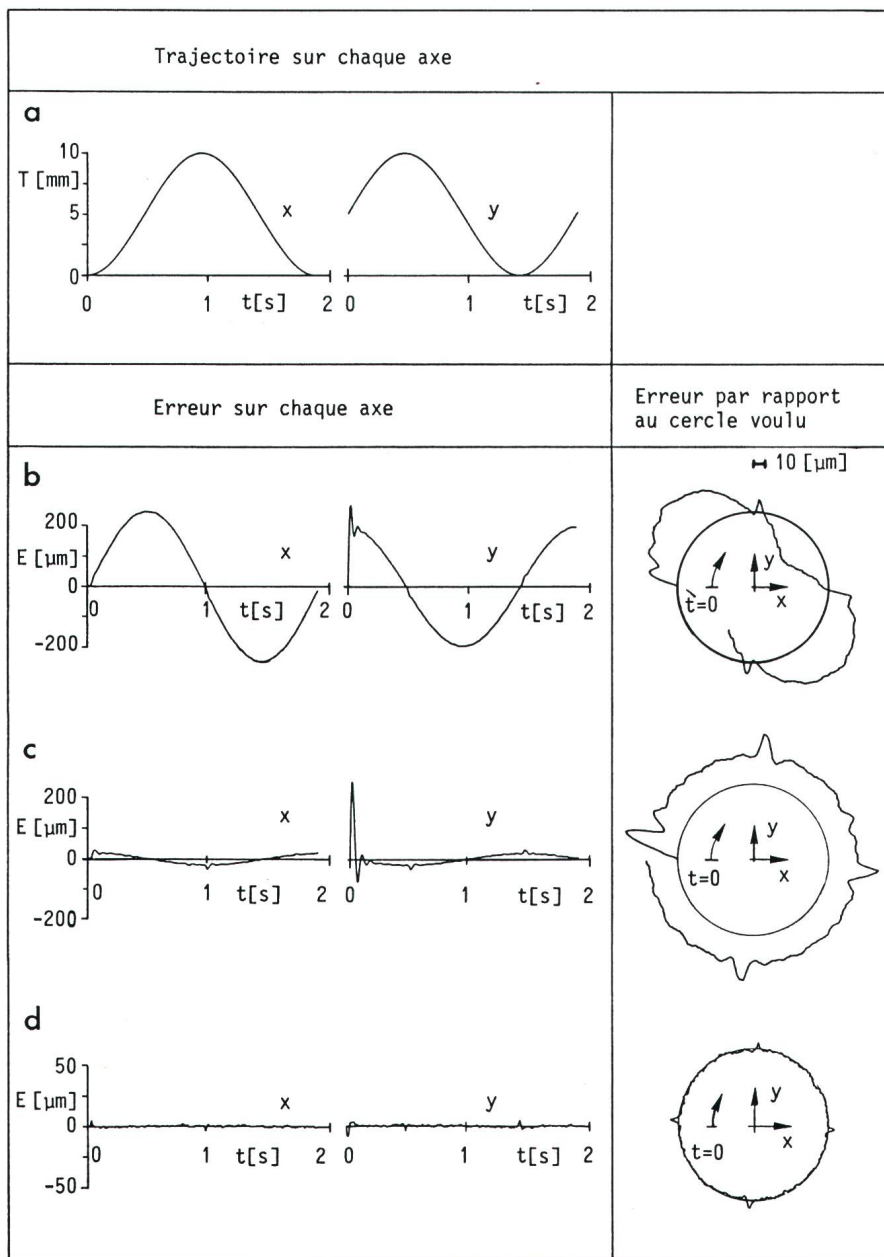 Trajectoire sur chaque axe
a
10
T [mm]
5
0
x
0
1
t[s]
2
y
0
1
t[s]
2
Erreur sur chaque axe
Erreur par rapport
au cercle voulu
b
200
E [µm]
0
-200
x
0
1
t[s]
2
y
0
1
t[s]
2
10 [µm]
y
x
t=0
c
200
E [µm]
0
-200
x
0
1
t[s]
2
y
0
1
t[s]
2
y
x
t=0
d
50
E [µm]
0
-50
x
0
1
t[s]
2
y
0
1
t[s]
2
y
x
t=0